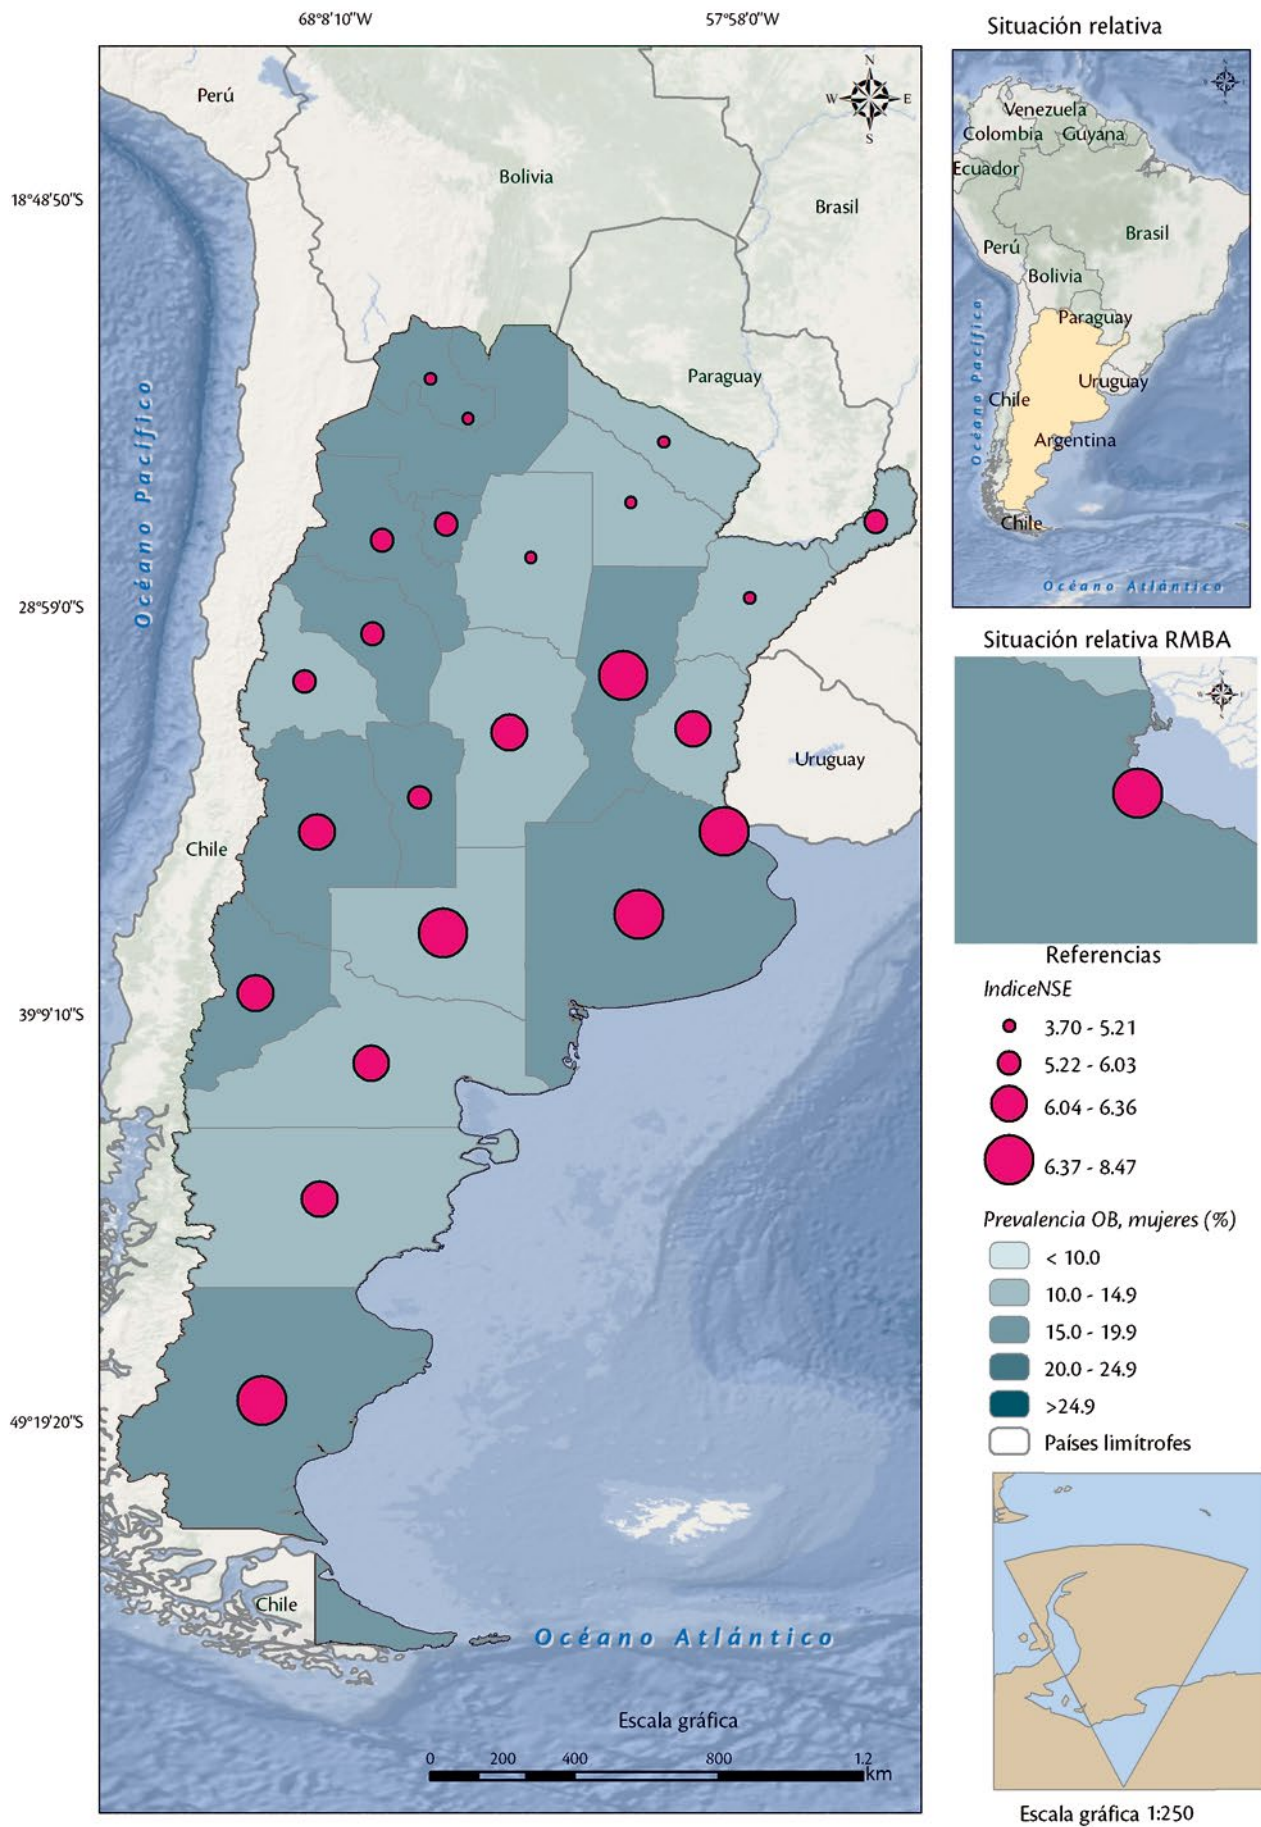 68°8'10"W
57°58'0"W
Situación relativa
N
W
E
S
Perú
Bolivia
Brasil
18°48'50"S
Paraguay
Océano Pacífico
28°59'0"S
Uruguay
Chile
39°9'10"S
49°19'20"S
Chile
Océano Atlántico
Escala gráfica
0
200
400
800
1.2
km
Venezuela
Colombia
Guyana
Ecuador
Brasil
Perú
Bolivia
Paraguay
Océano Pacífico
Uruguay
Chile
Argentina
Chile
Océano Atlántico
Situación relativa RMBA
Referencias
IndiceNSE
3.70 - 5.21
5.22 - 6.03
6.04 - 6.36
6.37 - 8.47
Prevalencia OB, mujeres (%)
< 10.0
10.0 - 14.9
15.0 - 19.9
20.0 - 24.9
>24.9
Países limítrofes
Escala gráfica 1:250